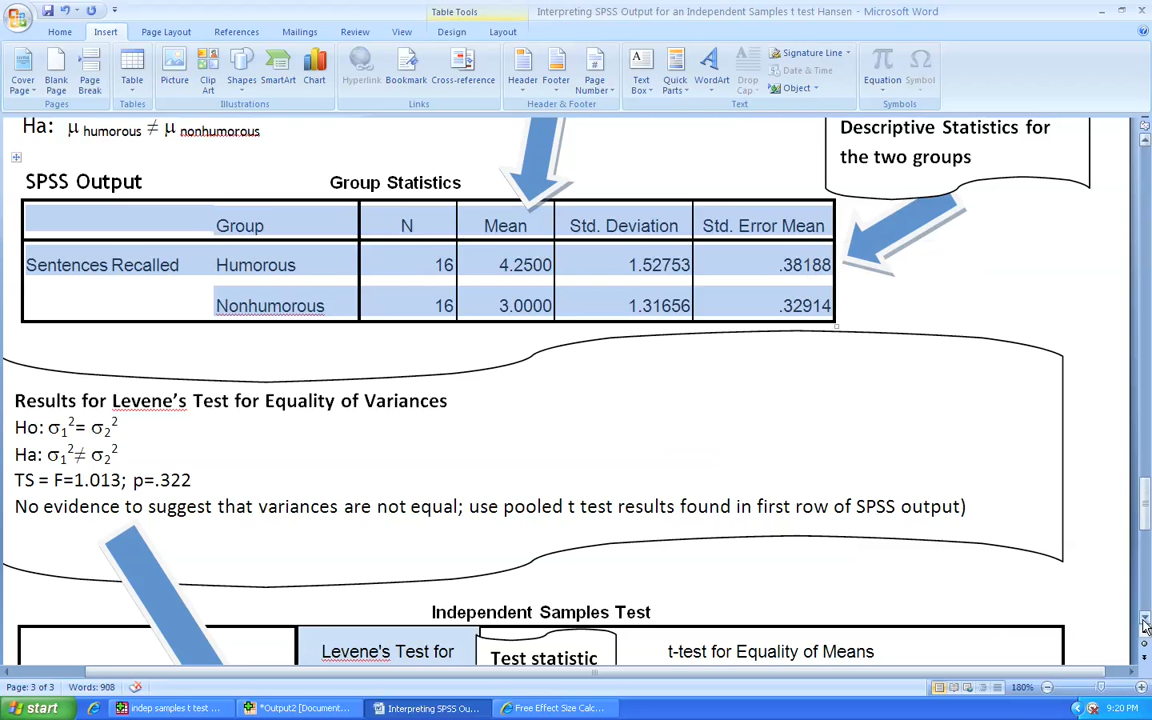 Table Tools
Interpreting SPSS Output for an Independent Samples t test Hansen - Microsoft Word
Home Insert Page Layout References Mailings Review View Design Layout
Cover Page Blank Page Page Break Table Picture Clip Art Shapes SmartArt Chart Hyperlink Bookmark Cross-reference Header Footer Page Number Text Box Quick Parts WordArt Drop Cap Signature Line Date & Time Object Equation Symbol
Pages Tables Illustrations Links Header & Footer Text Symbols
Ha: μ humorous ≠ μ nonhumorous
Descriptive Statistics for
the two groups
SPSS Output Group Statistics
Group N Mean Std. Deviation Std. Error Mean
Sentences Recalled Humorous 16 4.2500 1.52753 .38188
Nonhumorous 16 3.0000 1.31656 .32914
Results for Levene's Test for Equality of Variances
Ho: σ₁²= σ₂²
Ha: σ₁²≠ σ₂²
TS = F=1.013; p=.322
No evidence to suggest that variances are not equal; use pooled t test results found in first row of SPSS output)
Independent Samples Test
Levene's Test for t-test for Equality of Means
Test statistic
Page: 3 of 3 Words: 908 180%
start indep samples t test ... *Output2 [Document... Interpreting SPSS Ou... Free Effect Size Calc... 9:20 PM